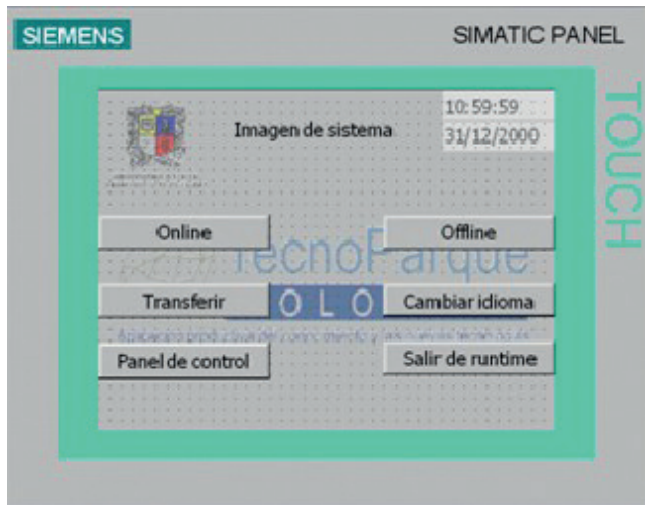 SIEMENS
SIMATIC PANEL
TOUCH
10:59:59
Imagen de sistema
31/12/2000
Online
Offline
TecnoParque
Transferir
OLO
Cambiar idioma
Panel de control
Salir de runtime